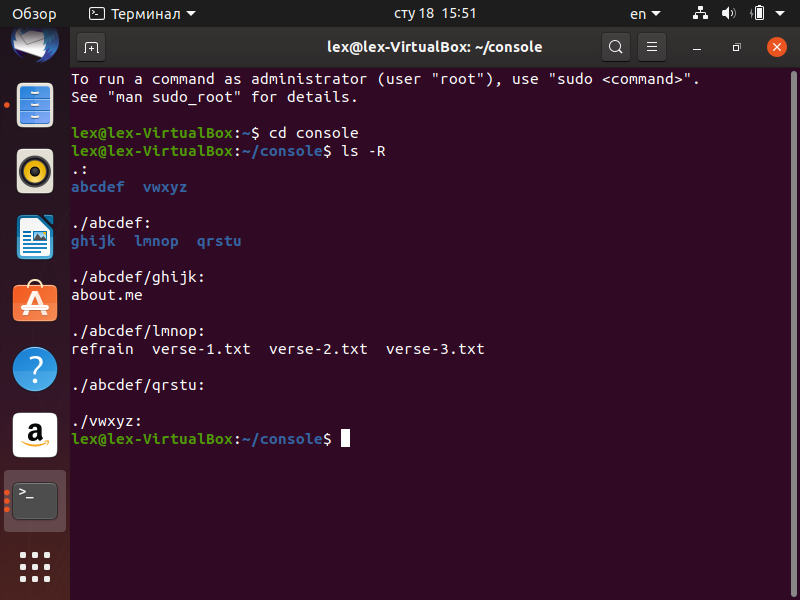 Обзор Терминал сту 18 15:51 en
lex@lex-VirtualBox: ~/console
To run a command as administrator (user "root"), use "sudo <command>".
See "man sudo_root" for details.
lex@lex-VirtualBox:~$ cd console
lex@lex-VirtualBox:~/console$ ls -R
.:
abcdef vwxyz
./abcdef:
ghijk lmnop qrstu
./abcdef/ghijk:
about.me
./abcdef/lmnop:
refrain verse-1.txt verse-2.txt verse-3.txt
./abcdef/qrstu:
./vwxyz:
lex@lex-VirtualBox:~/console$